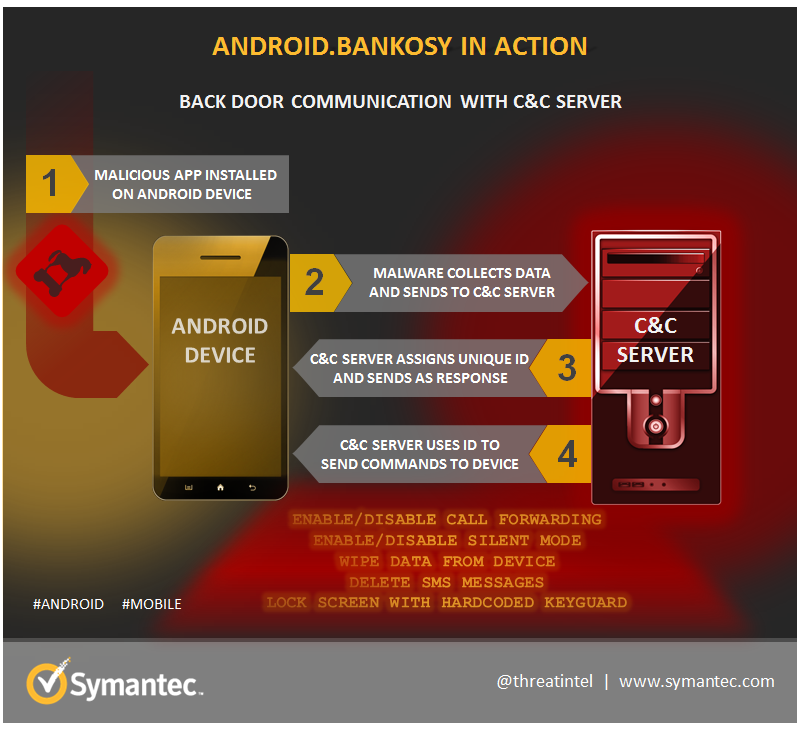 ANDROID.BANKOSY IN ACTION
BACK DOOR COMMUNICATION WITH C&C SERVER
1
MALICIOUS APP INSTALLED
ON ANDROID DEVICE
ANDROID
DEVICE
2
MALWARE COLLECTS DATA
AND SENDS TO C&C SERVER
C&C
SERVER
C&C SERVER ASSIGNS UNIQUE ID
AND SENDS AS RESPONSE
3
C&C SERVER USES ID TO
SEND COMMANDS TO DEVICE
4
ENABLE/DISABLE CALL FORWARDING
ENABLE/DISABLE SILENT MODE
WIPE DATA FROM DEVICE
DELETE SMS MESSAGES
LOCK SCREEN WITH HARDCODED KEYGUARD
#ANDROID #MOBILE
Symantec™
@threatintel | www.symantec.com